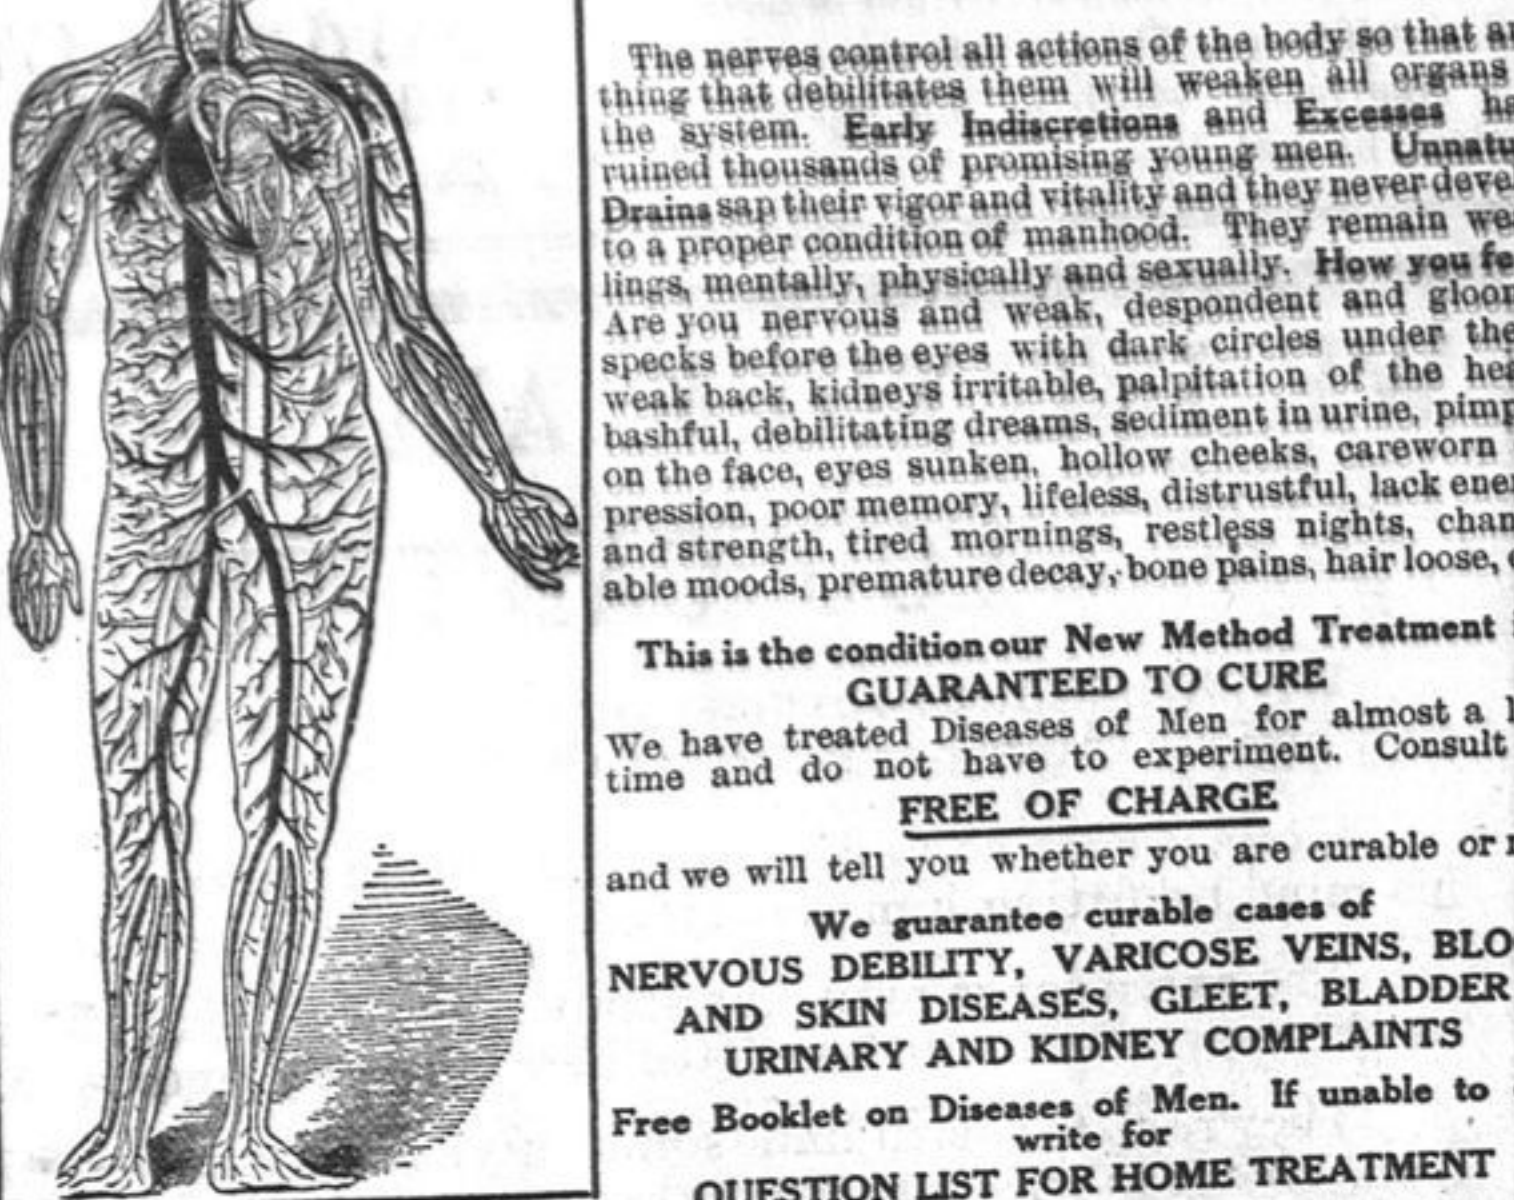 The nerves control all actions of the body so that an
thing that debilitates them will weaken all organs
the system. Early Indiscretions and Excesses ha
ruined thousands of promising young men. Unnatu
Drains sap their vigor and vitality and they never deve
to a proper condition of manhood. They remain wea
lings, mentally, physically and sexually. How you fe
Are you nervous and weak, despondent and gloom
specks before the eyes with dark circles under the
weak back, kidneys irritable, palpitation of the hea
bashful, debilitating dreams, sediment in urine, pimp
on the face, eyes sunken, hollow cheeks, careworn
pression, poor memory, lifeless, distrustful, lack ener
and strength, tired mornings, restless nights, chan
able moods, premature decay, bone pains, hair loose,
This is the condition our New Method Treatment
GUARANTEED TO CURE
We have treated Diseases of Men for almost a
time and do not have to experiment. Consult
FREE OF CHARGE
and we will tell you whether you are curable or
We guarantee curable cases of
NERVOUS DEBILITY, VARICOSE VEINS, BLO
AND SKIN DISEASES, GLEET, BLADDER
URINARY AND KIDNEY COMPLAINTS
Free Booklet on Diseases of Men. If unable to
write for
QUESTION LIST FOR HOME TREATMENT